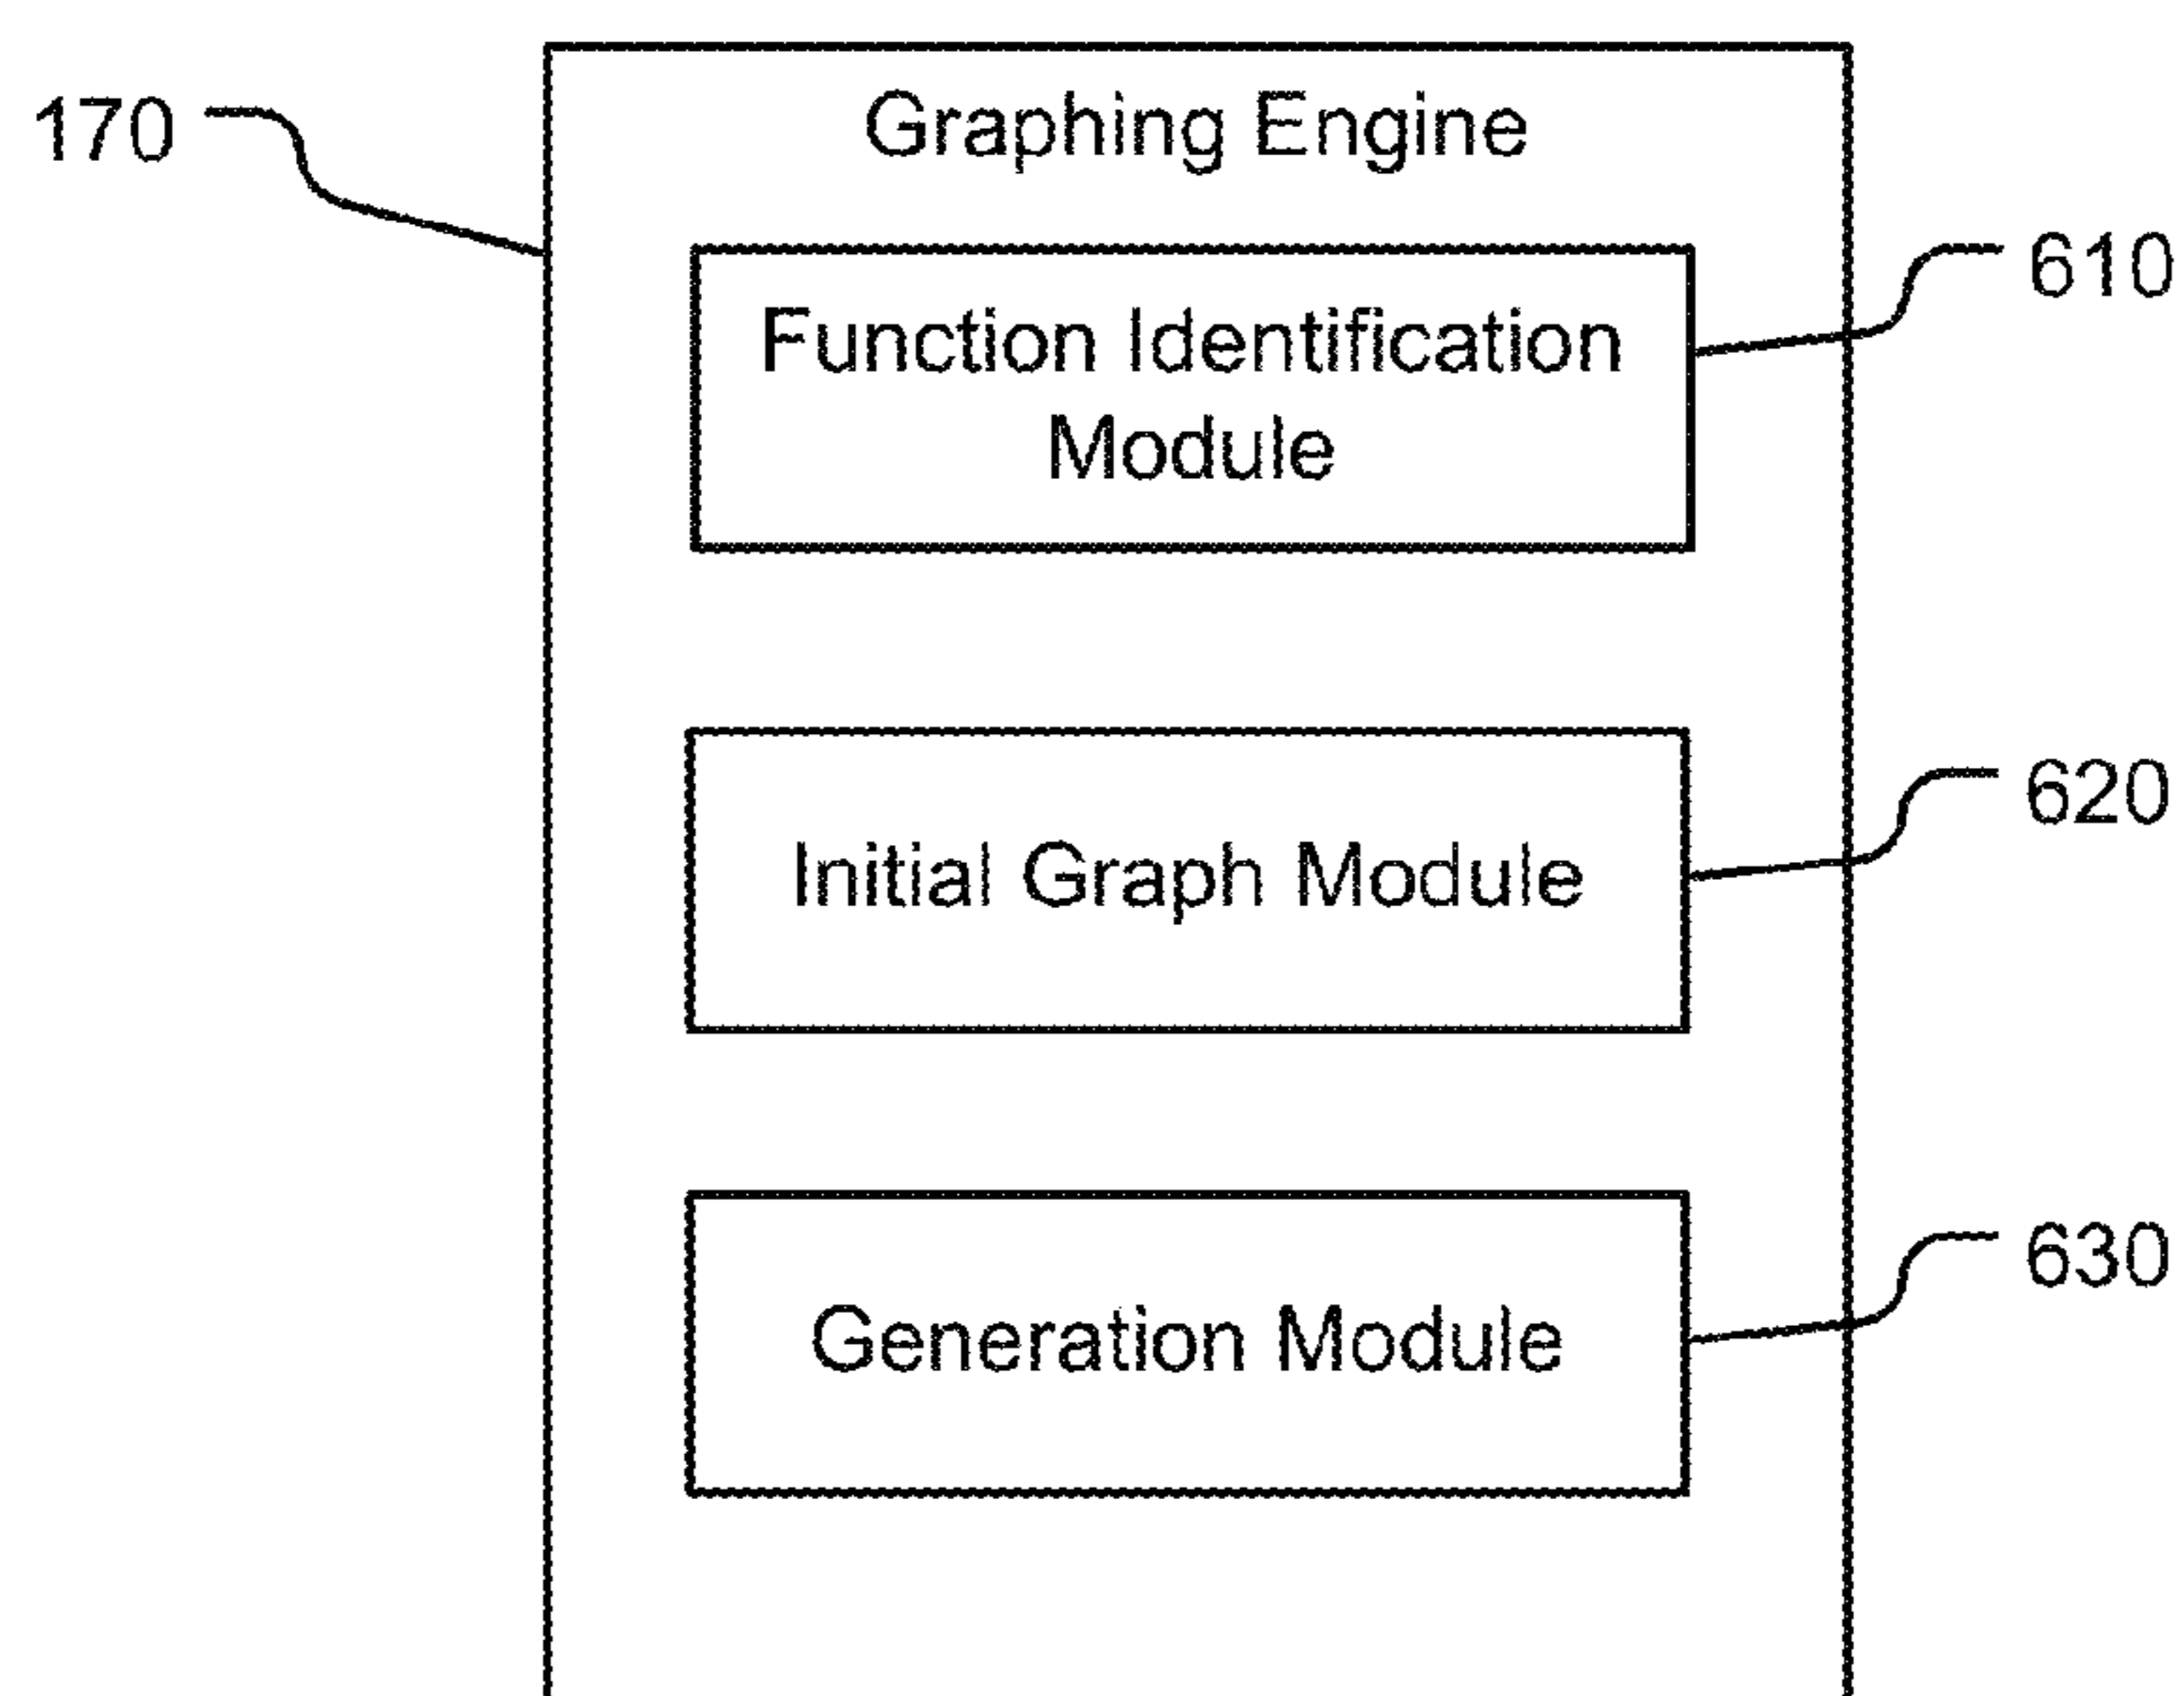 170
Graphing Engine
610
Function Identification
Module
620
Initial Graph Module
630
Generation Module